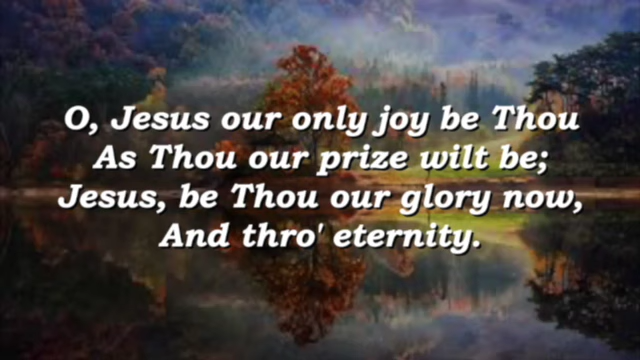 O, Jesus our only joy be Thou
As Thou our prize wilt be;
Jesus, be Thou our glory now,
And thro' eternity.